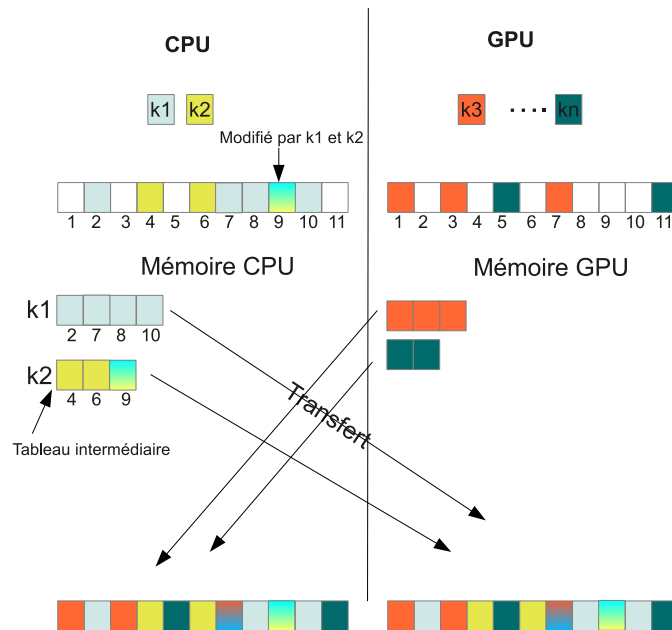 CPU
GPU
k1 k2
k3 ···· kn
Modifié par k1 et k2
1 2 3 4 5 6 7 8 9 10 11
1 2 3 4 5 6 7 8 9 10 11
Mémoire CPU
Mémoire GPU
k1
2 7 8 10
k2
4 6 9
Transfert
Tableau intermédiaire